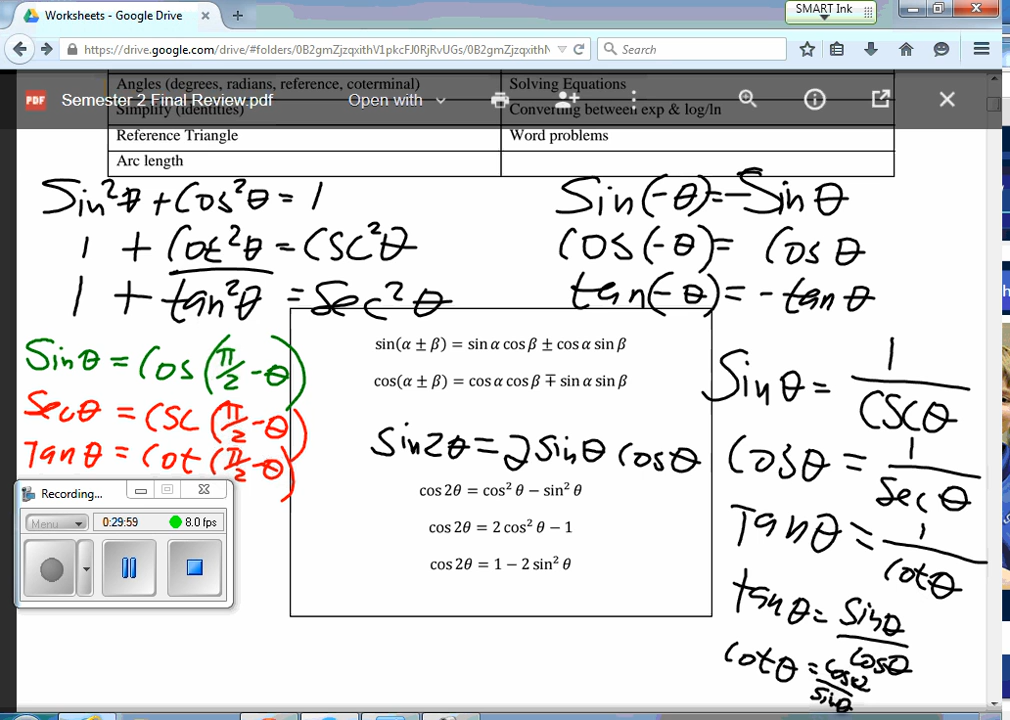 Worksheets - Google Drive
SMART Ink
https://drive.google.com/drive/#folders/0B2gmZjzqxithV1pkcFJ0RjRvUGs/0B2gmZjzqxithN
Search
Angles (degrees, radians, reference, coterminal) Solving Equations
Semester 2 Final Review.pdf Open with
Simplify (identities) Converting between exp & log/ln
Reference Triangle Word problems
Arc length
Sin²θ + Cos²θ = 1
1 + Cot²θ = CSC²θ
1 + tan²θ = Sec²θ
Sin(-θ) = -Sin θ
Cos(-θ) = Cos θ
tan(-θ) = -tan θ
Sinθ = Cos(π/2 - θ)
Secθ = CSC(π/2 - θ)
Tanθ = Cot(π/2 - θ)
sin(α ± β) = sin α cos β ± cos α sin β
cos(α ± β) = cos α cos β ∓ sin α sin β
Sin2θ = 2Sinθ Cosθ
cos 2θ = cos² θ − sin² θ
cos 2θ = 2 cos² θ − 1
cos 2θ = 1 − 2 sin² θ
Sinθ = 1/CSCθ
Cosθ = 1/Secθ
Tanθ = 1/Cotθ
tanθ = Sinθ/Cosθ
Cotθ = Cosθ/Sinθ
Recording...
Menu
0:29:59
8.0 fps